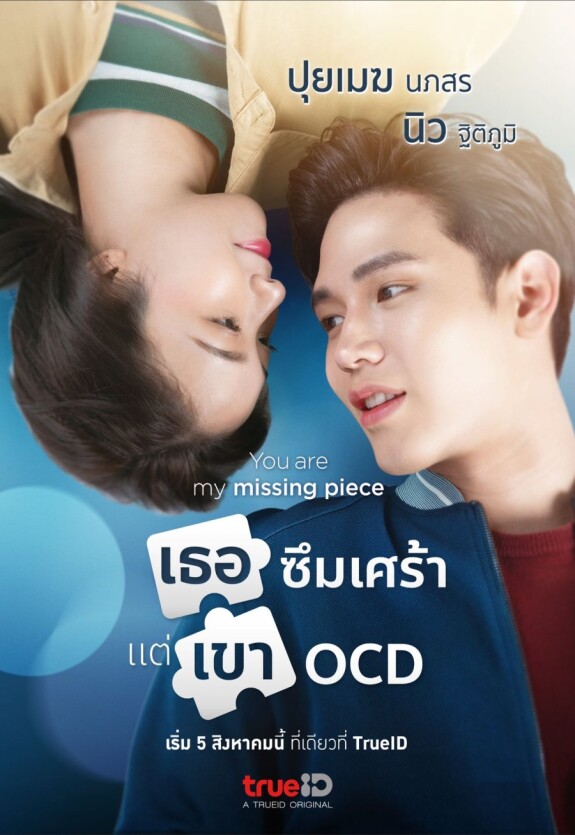 ปุยเมฆ นภสร
นิว ฐิติภูมิ
You are
my missing piece
เธอ ซึมเศร้า
แต่ เขา OCD
เริ่ม 5 สิงหาคมนี้ ที่เดียวที่ TrueID
trueID
A TRUEID ORIGINAL